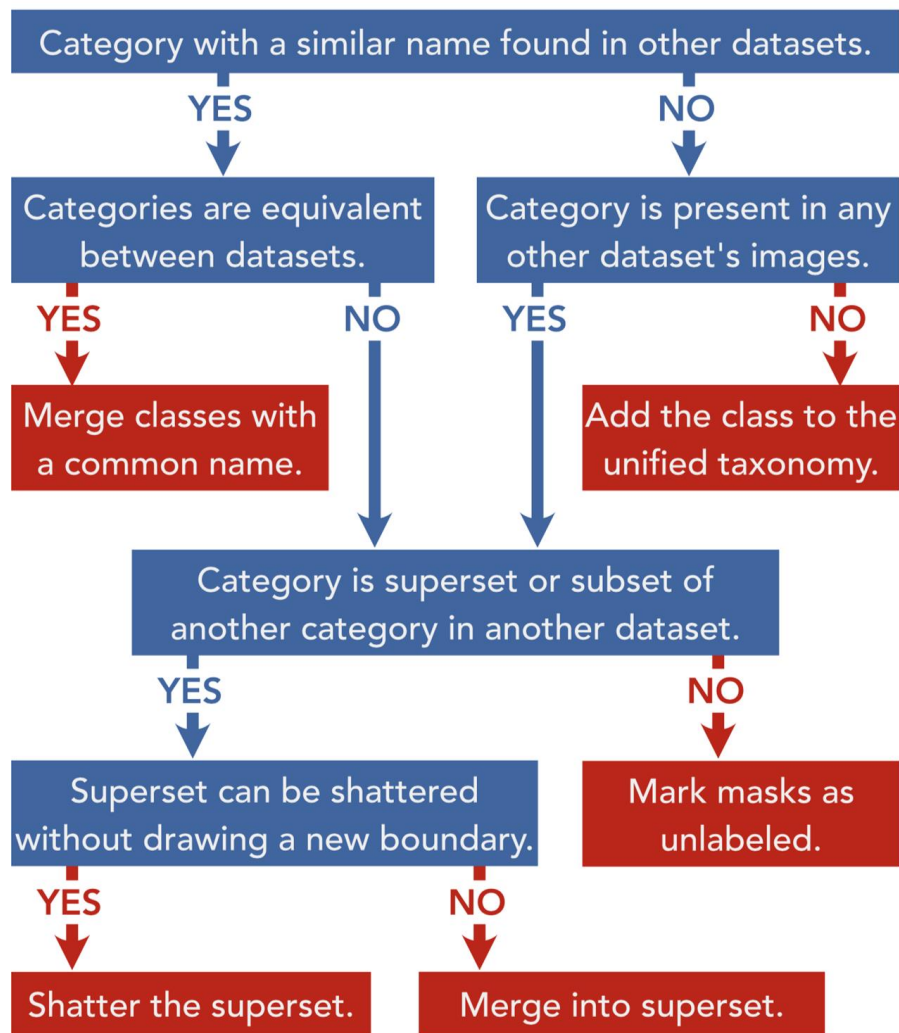 Category with a similar name found in other datasets.
YES
NO
Categories are equivalent
between datasets.
Category is present in any
other dataset's images.
YES
NO
YES
NO
Merge classes with
a common name.
Add the class to the
unified taxonomy.
Category is superset or subset of
another category in another dataset.
YES
NO
Superset can be shattered
without drawing a new boundary.
Mark masks as
unlabeled.
YES
NO
Shatter the superset.
Merge into superset.